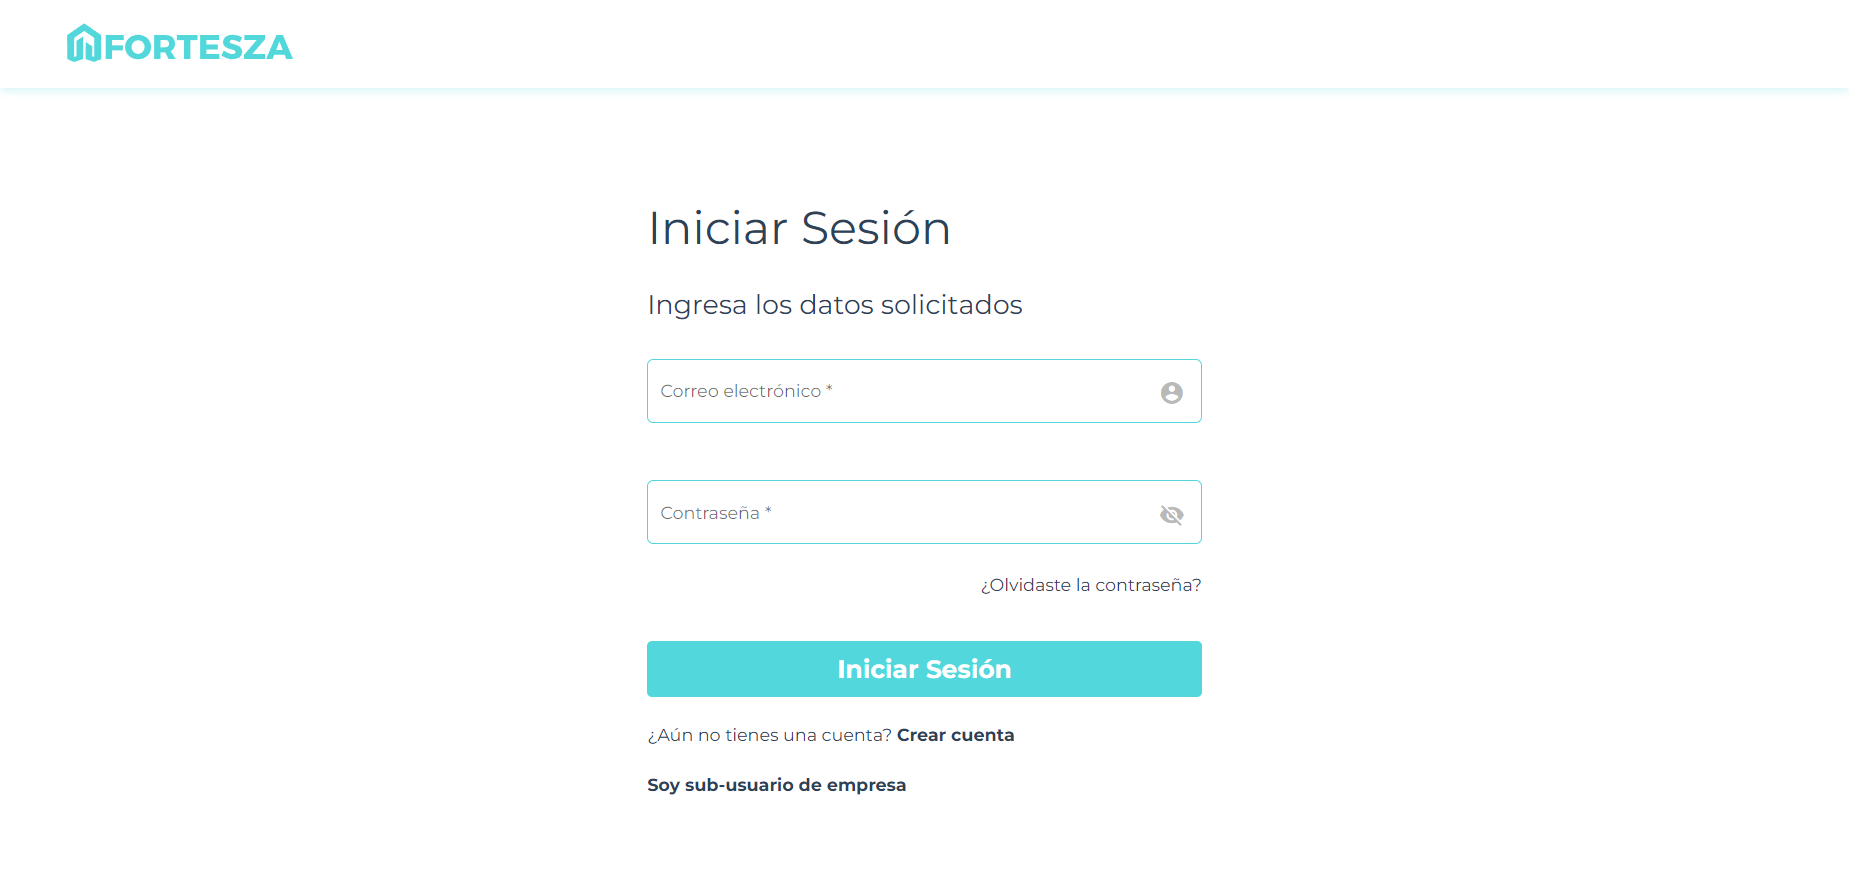 FORTESZA
Iniciar Sesión
Ingresa los datos solicitados
Correo electrónico *
Contraseña *
¿Olvidaste la contraseña?
Iniciar Sesión
¿Aún no tienes una cuenta? Crear cuenta
Soy sub-usuario de empresa